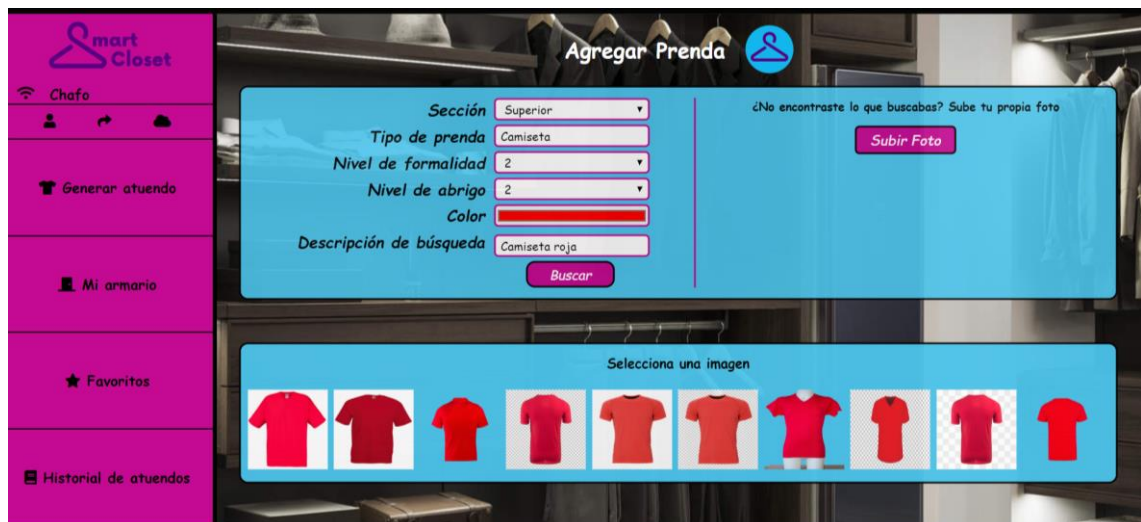 Smart
Closet
Chafo
Generar atuendo
Mi armario
Favoritos
Historial de atuendos
Agregar Prenda
Sección Superior
Tipo de prenda Camiseta
Nivel de formalidad 2
Nivel de abrigo 2
Color
Descripción de búsqueda Camiseta roja
Buscar
¿No encontraste lo que buscabas? Sube tu propia foto
Subir Foto
Selecciona una imagen